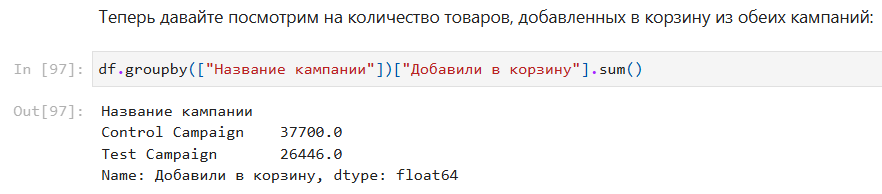 Теперь давайте посмотрим на количество товаров, добавленных в корзину из обеих кампаний:
In [97]: df.groupby(["Название кампании"])["Добавили в корзину"].sum()
Out[97]: Название кампании
Control Campaign    37700.0
Test Campaign       26446.0
Name: Добавили в корзину, dtype: float64